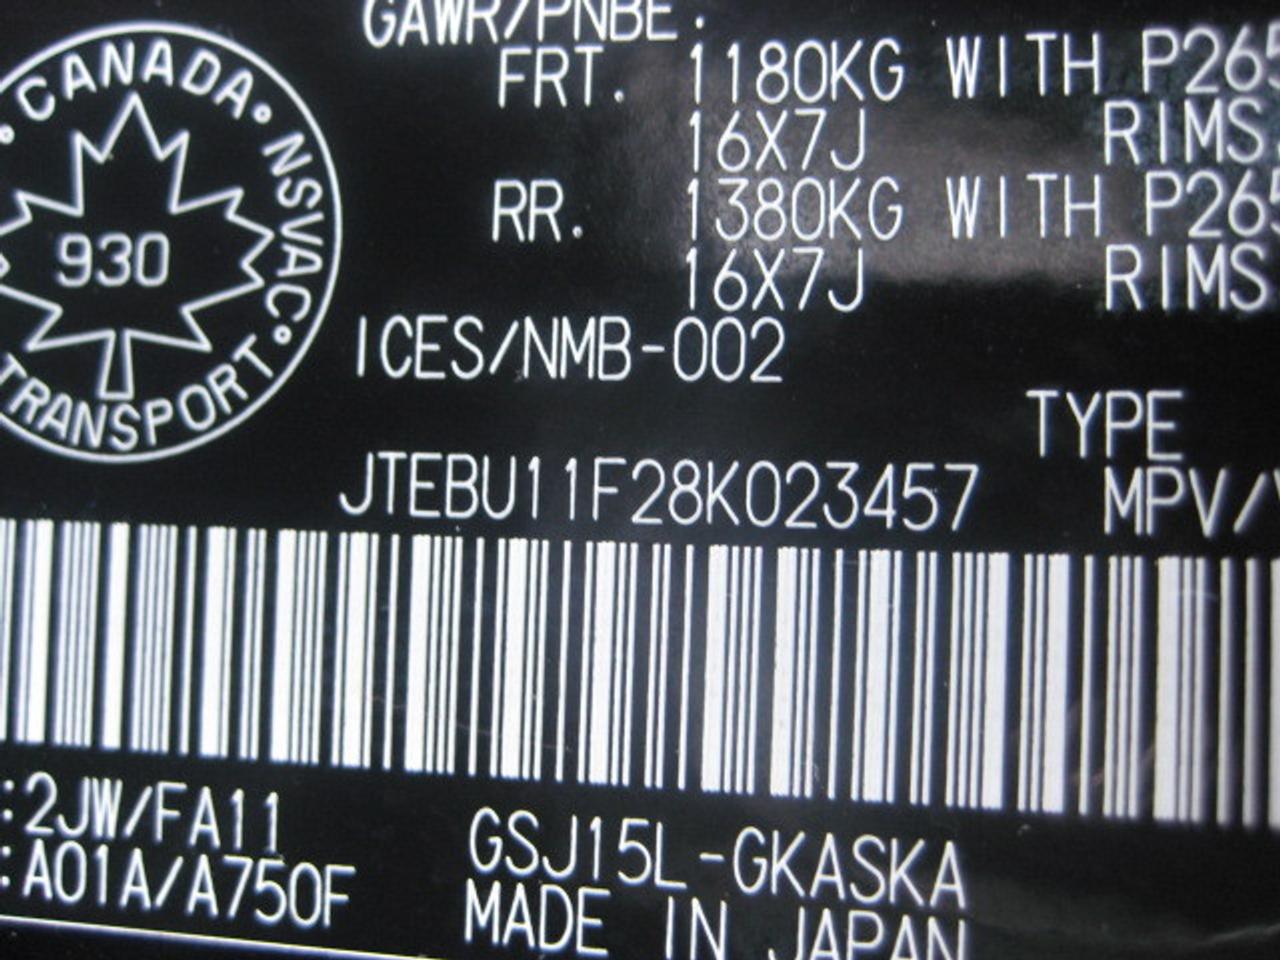 GAWR/PNBE:
FRT. 1180KG WITH P265
16X7J RIMS.
RR. 1380KG WITH P265
16X7J RIMS
ICES/NMB-002
CANADA • NSVAC • TRANSPORT •
930
TYPE
JTEBU11F28K023457 MPV/
:2JW/FA11
:A01A/A750F
GSJ15L-GKASKA
MADE IN JAPAN